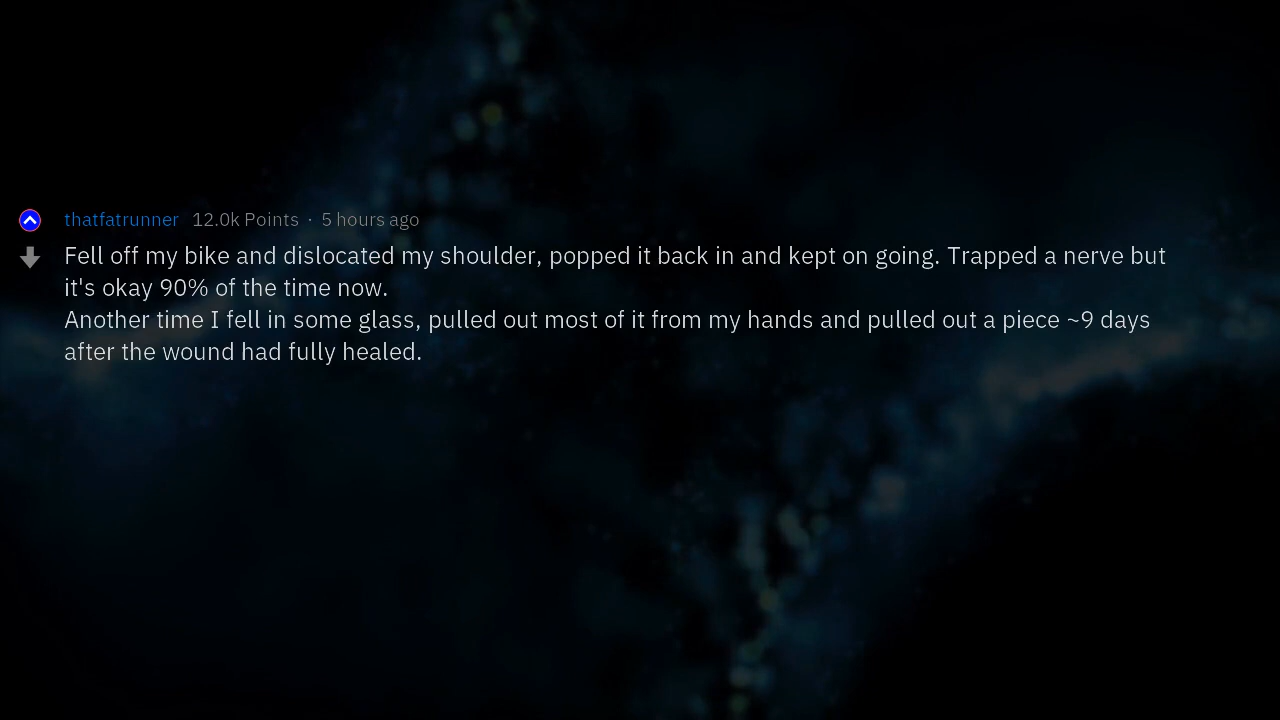 thatfatrunner 12.0k Points · 5 hours ago
Fell off my bike and dislocated my shoulder, popped it back in and kept on going. Trapped a nerve but
it's okay 90% of the time now.
Another time I fell in some glass, pulled out most of it from my hands and pulled out a piece ~9 days
after the wound had fully healed.